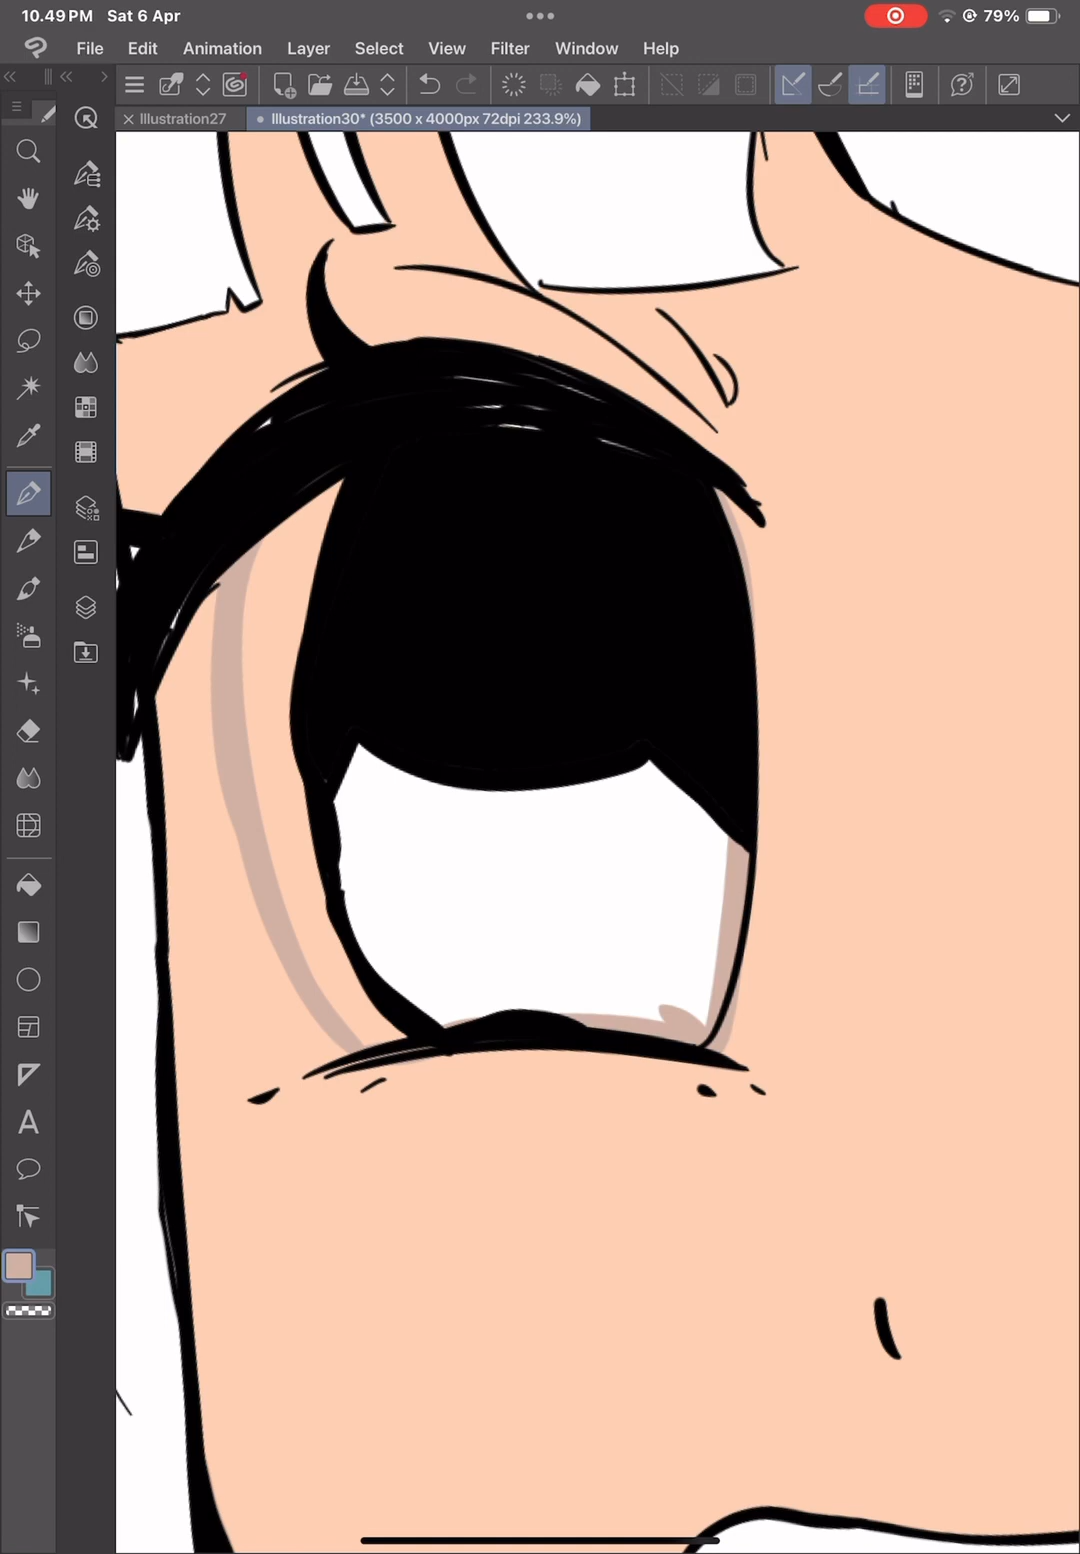 10.49 PM Sat 6 Apr
79%
File Edit Animation Layer Select View Filter Window Help
Illustration27
Illustration30* (3500 x 4000px 72dpi 233.9%)
A